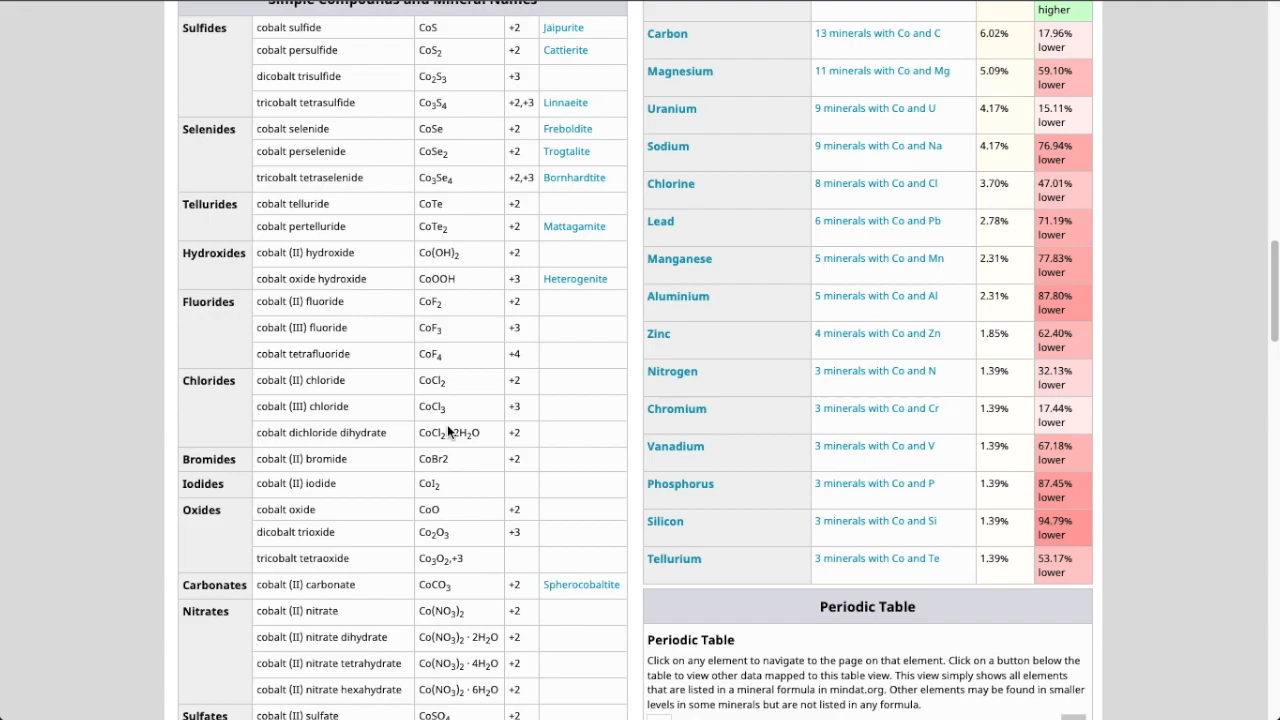 Simple Compounds and Mineral Names
Sulfides cobalt sulfide CoS +2 Jaipurite
cobalt persulfide CoS2 +2 Cattierite
dicobalt trisulfide Co2S3 +3
tricobalt tetrasulfide Co3S4 +2,+3 Linnaeite
Selenides cobalt selenide CoSe +2 Freboldite
cobalt perselenide CoSe2 +2 Trogtalite
tricobalt tetraselenide Co3Se4 +2,+3 Bornhardtite
Tellurides cobalt telluride CoTe +2
cobalt pertelluride CoTe2 +2 Mattagamite
Hydroxides cobalt (II) hydroxide Co(OH)2 +2
cobalt oxide hydroxide CoOOH +3 Heterogenite
Fluorides cobalt (II) fluoride CoF2 +2
cobalt (III) fluoride CoF3 +3
cobalt tetrafluoride CoF4 +4
Chlorides cobalt (II) chloride CoCl2 +2
cobalt (III) chloride CoCl3 +3
cobalt dichloride dihydrate CoCl2 2H2O +2
Bromides cobalt (II) bromide CoBr2 +2
Iodides cobalt (II) iodide CoI2
Oxides cobalt oxide CoO +2
dicobalt trioxide Co2O3 +3
tricobalt tetraoxide Co3O2,+3
Carbonates cobalt (II) carbonate CoCO3 +2 Spherocobaltite
Nitrates cobalt (II) nitrate Co(NO3)2 +2
cobalt (II) nitrate dihydrate Co(NO3)2 · 2H2O +2
cobalt (II) nitrate tetrahydrate Co(NO3)2 · 4H2O +2
cobalt (II) nitrate hexahydrate Co(NO3)2 · 6H2O +2
Sulfates cobalt (II) sulfate CoSO4 +2
higher
Carbon 13 minerals with Co and C 6.02% 17.96%
lower
Magnesium 11 minerals with Co and Mg 5.09% 59.10%
lower
Uranium 9 minerals with Co and U 4.17% 15.11%
lower
Sodium 9 minerals with Co and Na 4.17% 76.94%
lower
Chlorine 8 minerals with Co and Cl 3.70% 47.01%
lower
Lead 6 minerals with Co and Pb 2.78% 71.19%
lower
Manganese 5 minerals with Co and Mn 2.31% 77.83%
lower
Aluminium 5 minerals with Co and Al 2.31% 87.80%
lower
Zinc 4 minerals with Co and Zn 1.85% 62.40%
lower
Nitrogen 3 minerals with Co and N 1.39% 32.13%
lower
Chromium 3 minerals with Co and Cr 1.39% 17.44%
lower
Vanadium 3 minerals with Co and V 1.39% 67.18%
lower
Phosphorus 3 minerals with Co and P 1.39% 87.45%
lower
Silicon 3 minerals with Co and Si 1.39% 94.79%
lower
Tellurium 3 minerals with Co and Te 1.39% 53.17%
lower
Periodic Table
Periodic Table
Click on any element to navigate to the page on that element. Click on a button below the
table to view other data mapped to this table view. This view simply shows all elements
that are listed in a mineral formula in mindat.org. Other elements may be found in smaller
levels in some minerals but are not listed in any formula.